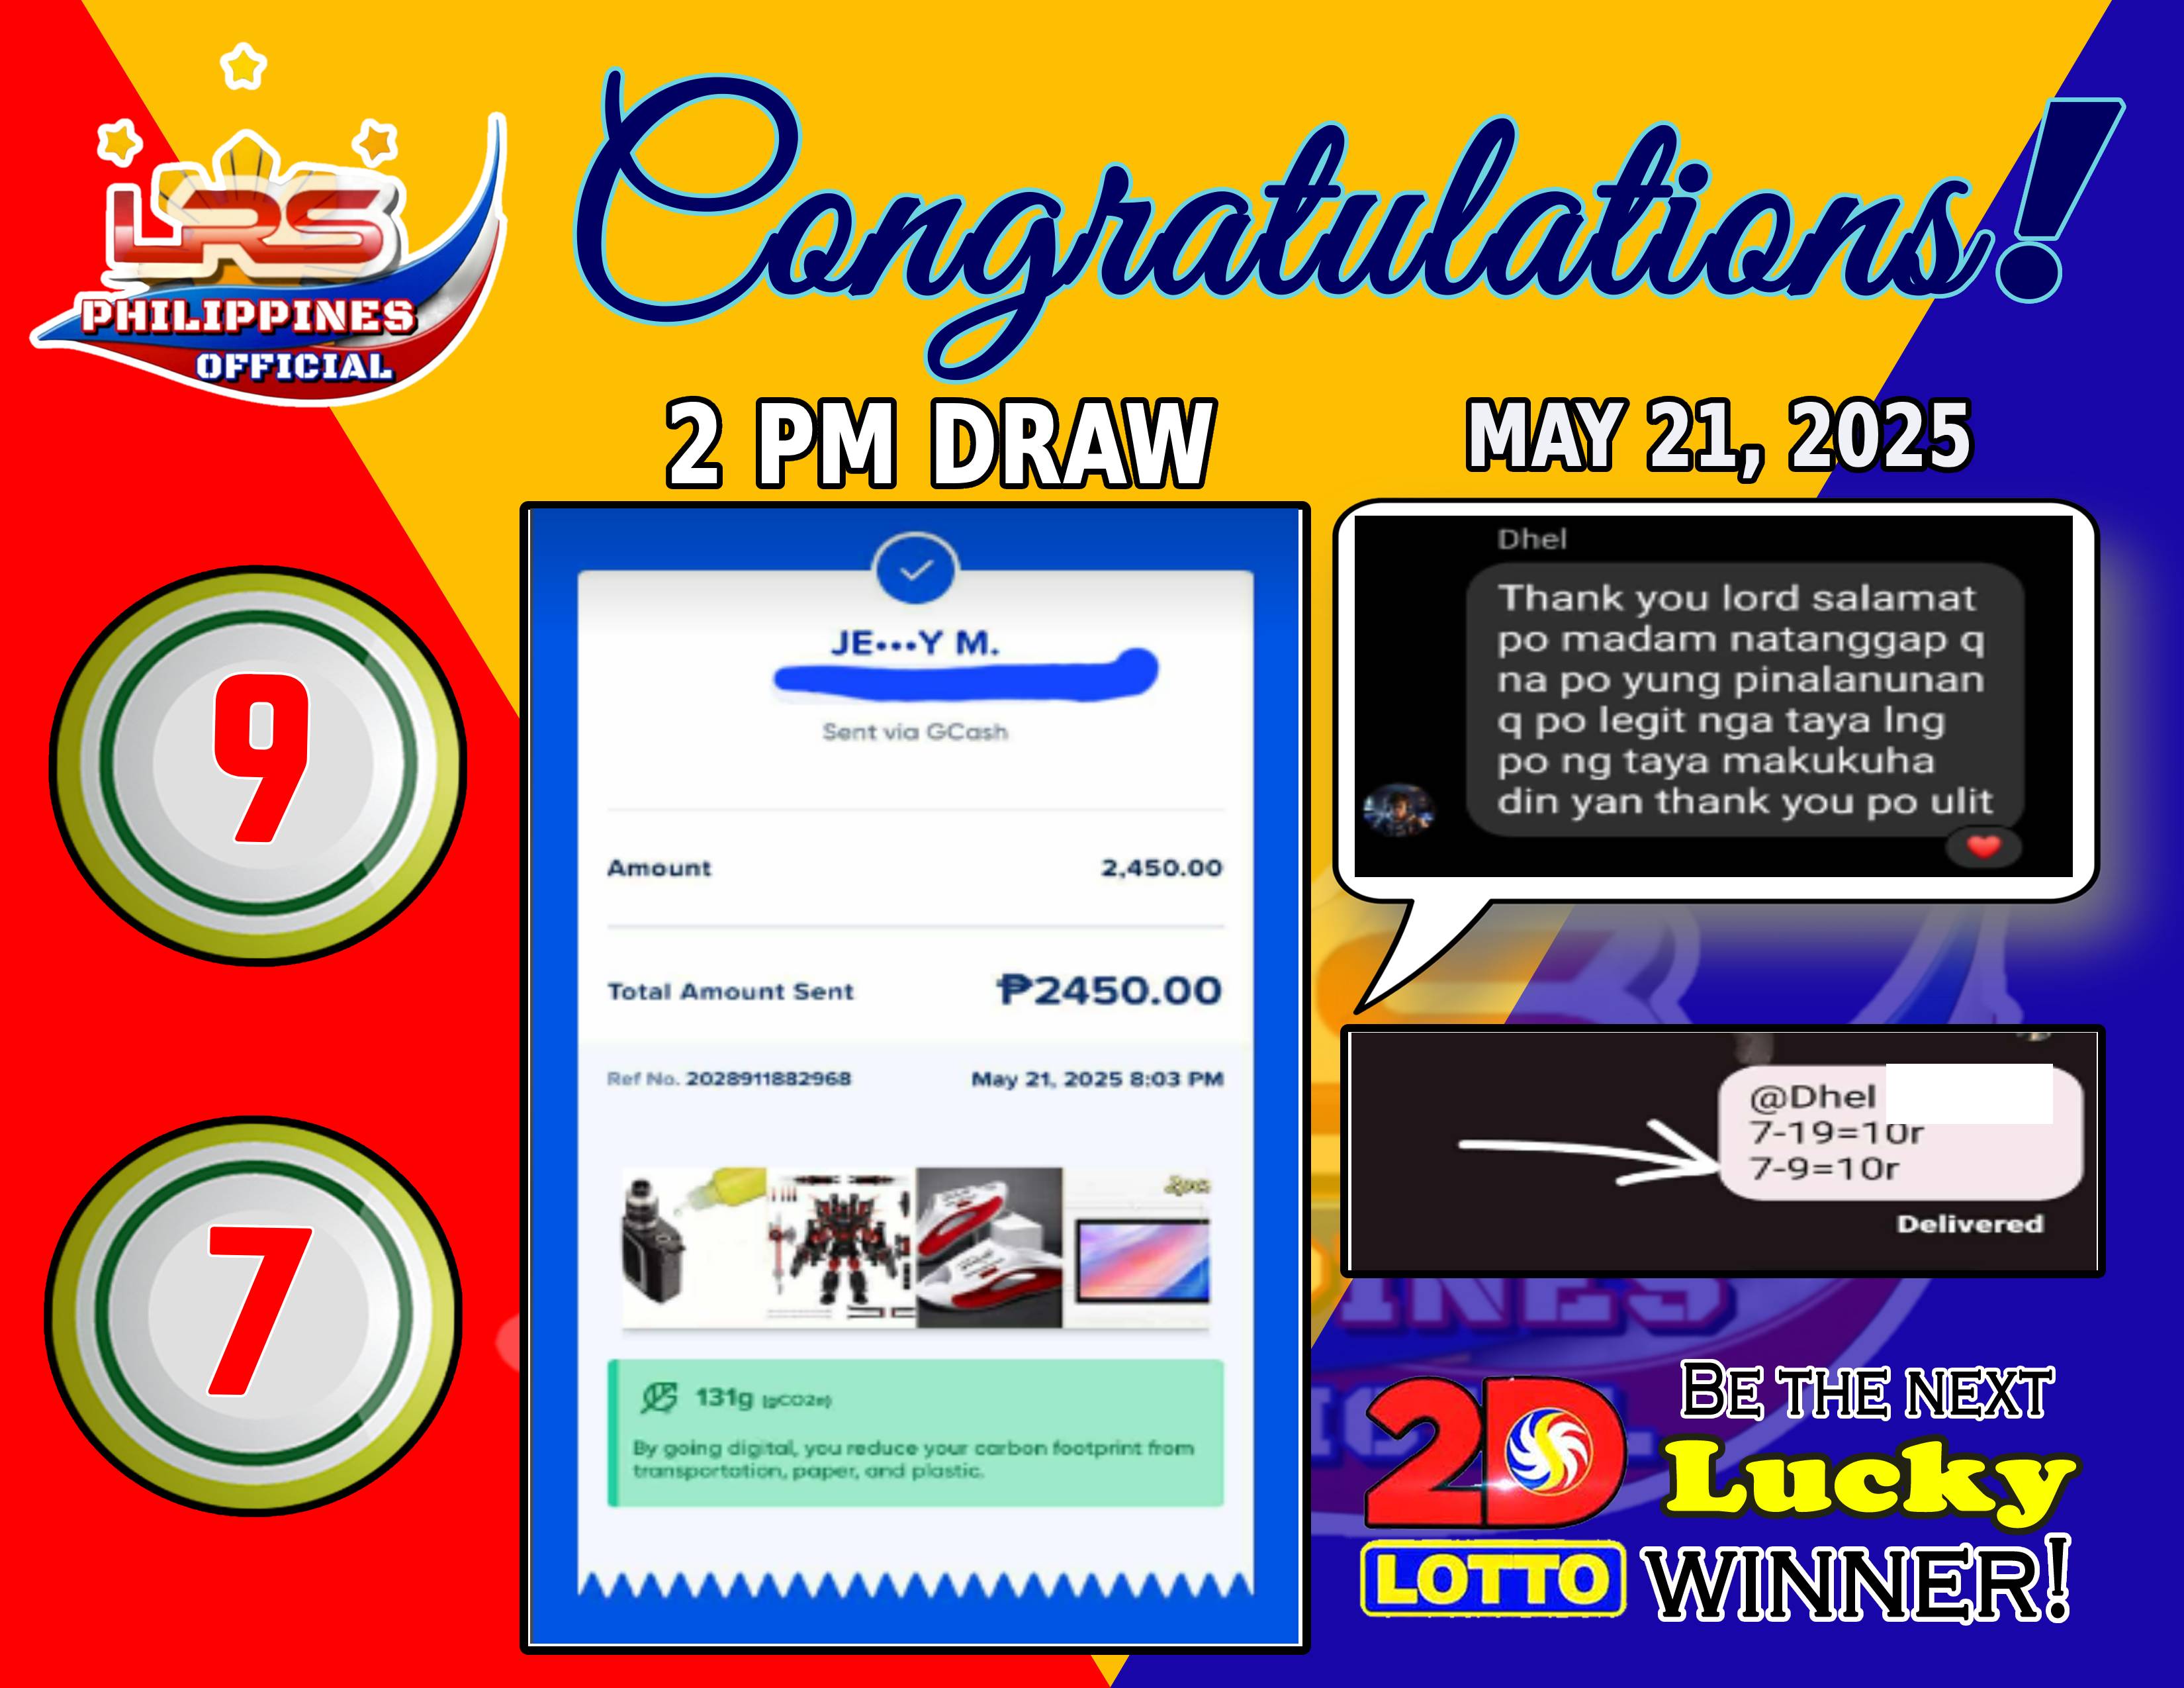 LRS
PHILIPPINES
OFFICIAL
Congratulations!
2 PM DRAW
MAY 21, 2025
9
7
JE•••Y M.
Sent via GCash
Amount 2,450.00
Total Amount Sent ₱2450.00
Ref No. 2028911882968 May 21, 2025 8:03 PM
2pcs
131g (gCO2e)
By going digital, you reduce your carbon footprint from
transportation, paper, and plastic.
Dhel
Thank you lord salamat
po madam natanggap q
na po yung pinalanunan
q po legit nga taya lng
po ng taya makukuha
din yan thank you po ulit
@Dhel
7-19=10r
7-9=10r
Delivered
2D
LOTTO
BE THE NEXT
Lucky
WINNER!